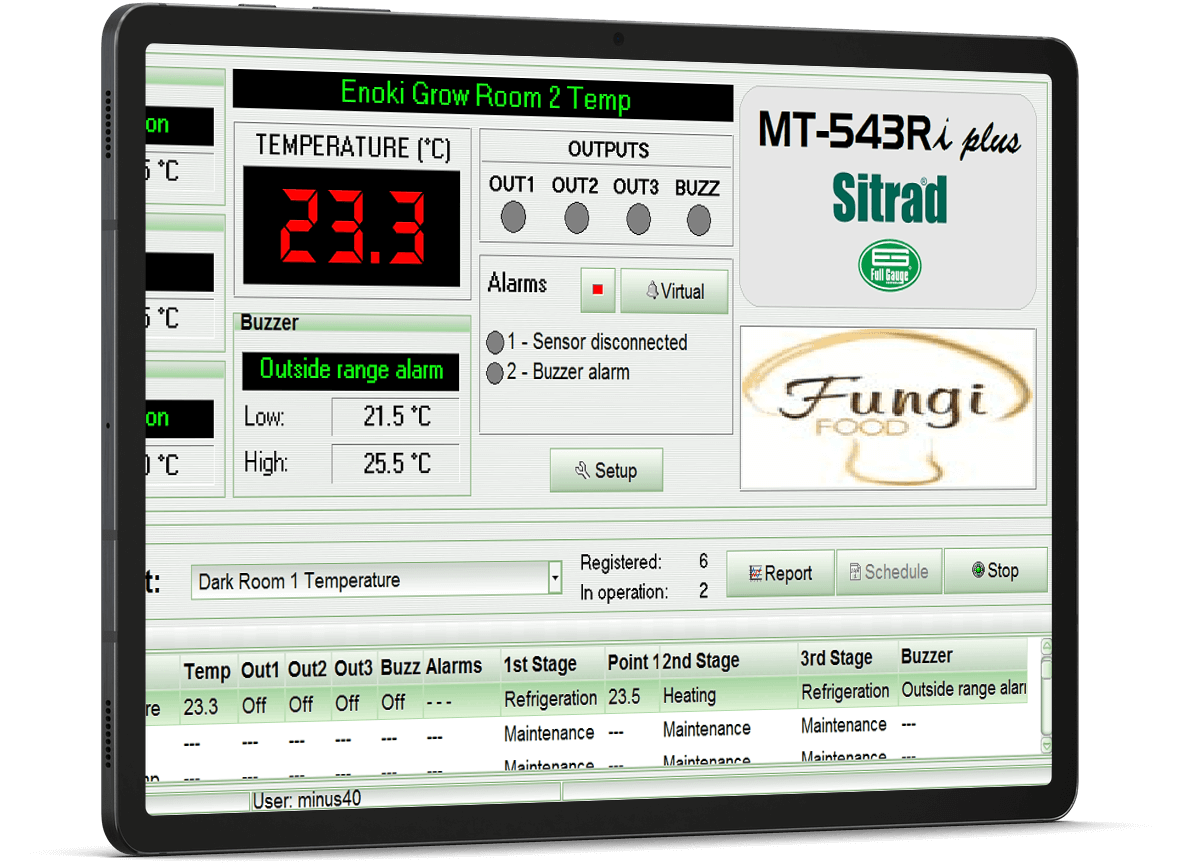 Enoki Grow Room 2 Temp
on
5 °C
5 °C
on
0 °C
TEMPERATURE (°C)
23.3
Buzzer
Outside range alarm
Low: 21.5 °C
High: 25.5 °C
OUTPUTS
OUT1 OUT2 OUT3 BUZZ
Alarms Virtual
1 - Sensor disconnected
2 - Buzzer alarm
Setup
MT-543Ri plus
Sitrad®
Full Gauge
Fungi
FOOD
t: Dark Room 1 Temperature
Registered: 6
In operation: 2
Report Schedule Stop
Temp Out1 Out2 Out3 Buzz Alarms 1st Stage Point 1 2nd Stage 3rd Stage Buzzer
re 23.3 Off Off Off Off --- Refrigeration 23.5 Heating Refrigeration Outside range alarm
--- --- --- --- --- --- Maintenance --- Maintenance Maintenance ---
mp --- --- --- --- --- --- Maintenance --- Maintenance Maintenance ---
User: minus40